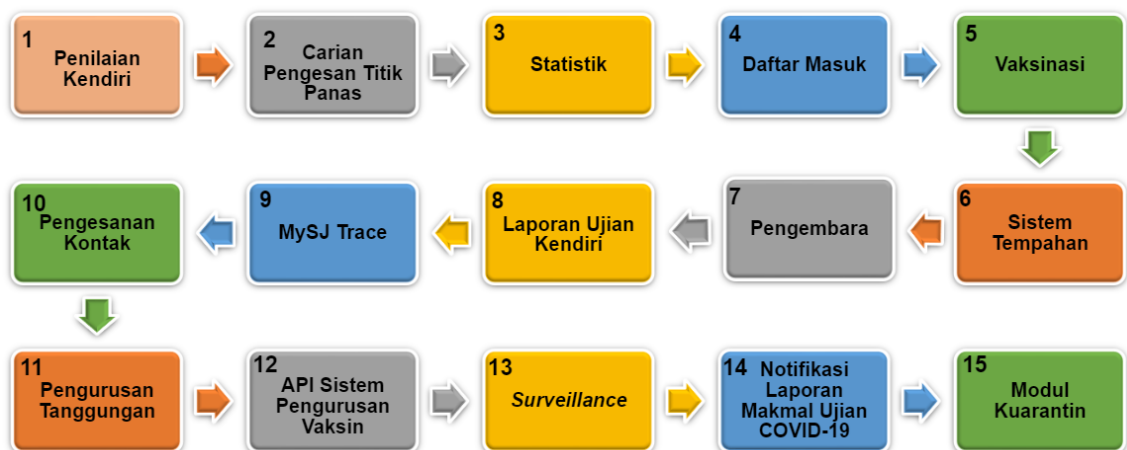 1
Penilaian
Kendiri
2
Carian
Pengesan Titik
Panas
3
Statistik
4
Daftar Masuk
5
Vaksinasi
6
Sistem
Tempahan
7
Pengembara
8
Laporan Ujian
Kendiri
9
MySJ Trace
10
Pengesanan
Kontak
11
Pengurusan
Tanggungan
12
API Sistem
Pengurusan
Vaksin
13
Surveillance
14
Notifikasi
Laporan
Makmal Ujian
COVID-19
15
Modul
Kuarantin